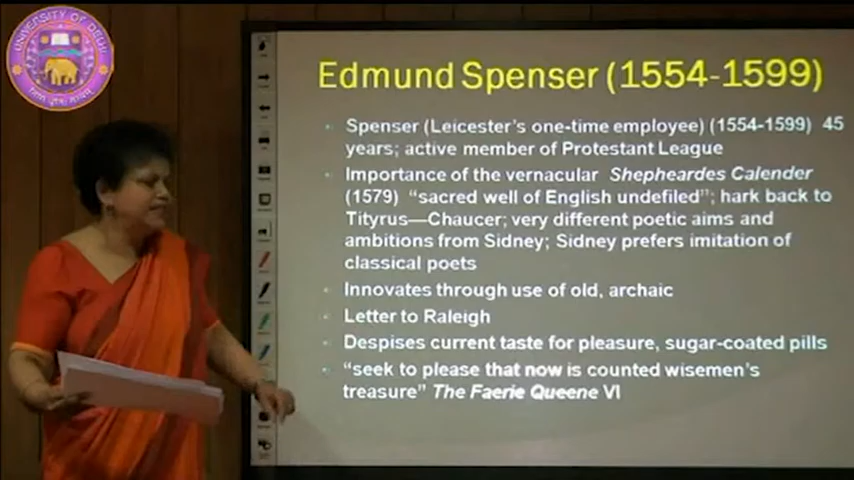 UNIVERSITY OF DELHI
Edmund Spenser (1554-1599)
Spenser (Leicester's one-time employee) (1554-1599) 45
years; active member of Protestant League
Importance of the vernacular Shepheardes Calender
(1579) "sacred well of English undefiled"; hark back to
Tityrus—Chaucer; very different poetic aims and
ambitions from Sidney; Sidney prefers imitation of
classical poets
Innovates through use of old, archaic
Letter to Raleigh
Despises current taste for pleasure, sugar-coated pills
"seek to please that now is counted wisemen's
treasure" The Faerie Queene VI